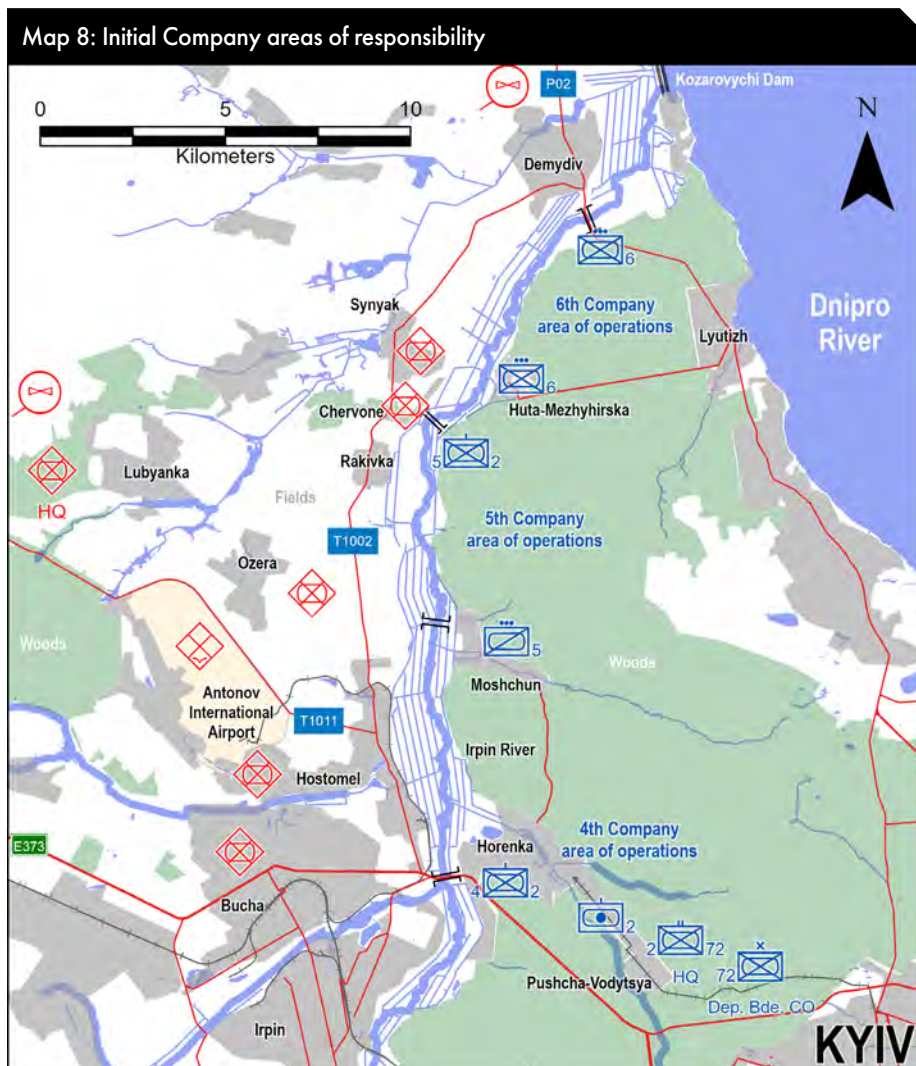 Map 8: Initial Company areas of responsibility
0 5 10
Kilometers
P02
Kozarovychi Dam
N
Demydiv
6
6th Company
area of operations
Synyak
Lyutizh
Dnipro
River
6
Chervone
Huta-Mezhyhirska
5 2
Rakivka
Lubyanka
HQ
Fields
5th Company
area of operations
T1002
Ozera
Woods
5
Woods
Moshchun
Antonov
International
Airport
T1011
Irpin River
Hostomel
E373
Horenka
4th Company
area of operations
4 2
Bucha
2
2 72
HQ
72
Pushcha-Vodytsya
Dep. Bde. CO
Irpin
KYIV